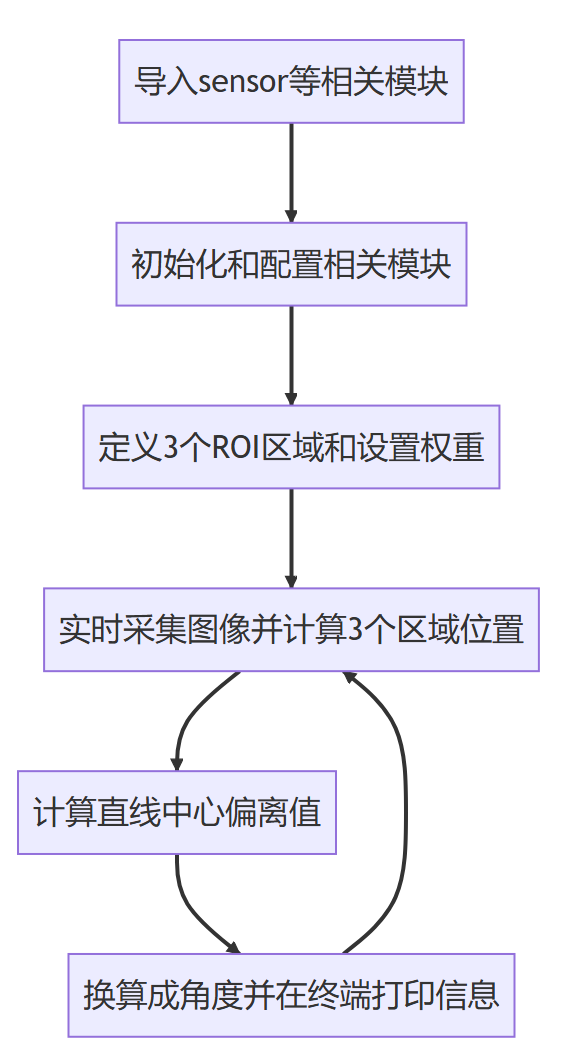 导入sensor等相关模块
初始化和配置相关模块
定义3个ROI区域和设置权重
实时采集图像并计算3个区域位置
计算直线中心偏离值
换算成角度并在终端打印信息